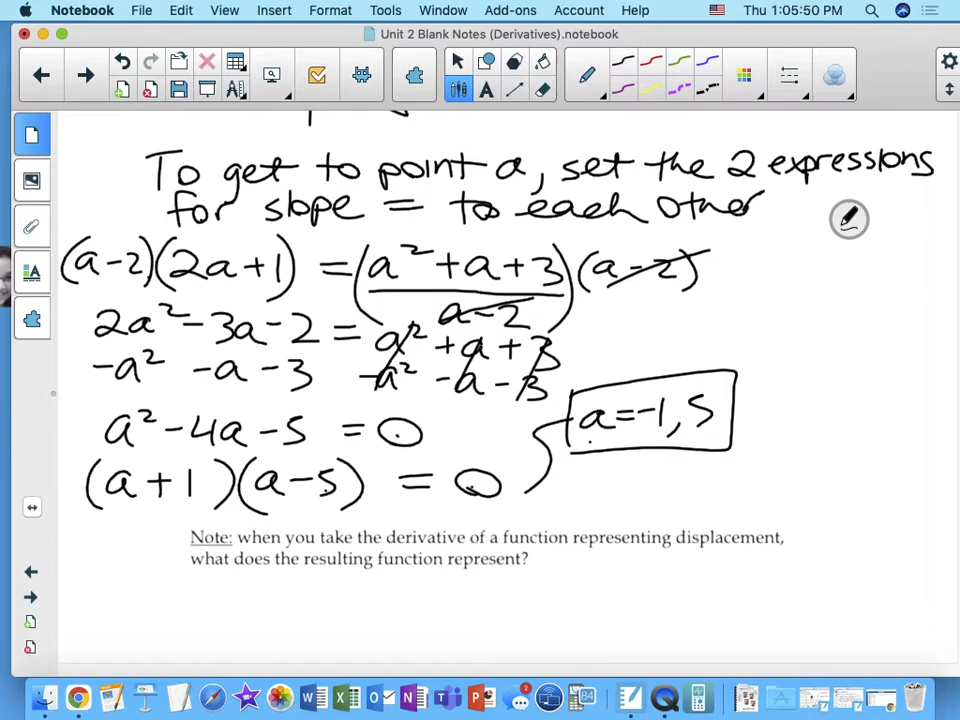 Notebook File Edit View Insert Format Tools Window Add-ons Account Help Thu 1:05:50 PM
Unit 2 Blank Notes (Derivatives).notebook
To get to point a, set the 2 expressions
for slope = to each other
(a-2)(2a+1) = (a²+a+3)/(a-2) (a-2)
2a²-3a-2 = a²+a+3
-a² -a-3 -a²-a-3
a²-4a-5 = 0
a=-1,5
(a+1)(a-5) = 0
Note: when you take the derivative of a function representing displacement,
what does the resulting function represent?